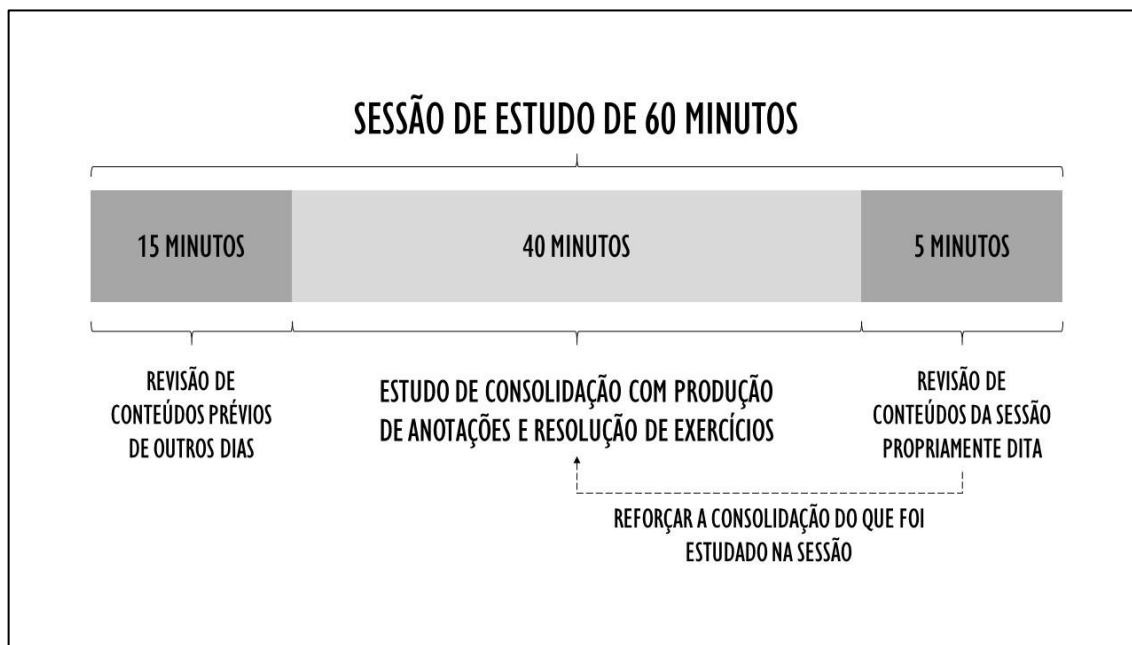 SESSÃO DE ESTUDO DE 60 MINUTOS
15 MINUTOS
40 MINUTOS
5 MINUTOS
REVISÃO DE
CONTEÚDOS PRÉVIOS
DE OUTROS DIAS
ESTUDO DE CONSOLIDAÇÃO COM PRODUÇÃO
DE ANOTAÇÕES E RESOLUÇÃO DE EXERCÍCIOS
REVISÃO DE
CONTEÚDOS DA SESSÃO
PROPRIAMENTE DITA
REFORÇAR A CONSOLIDAÇÃO DO QUE FOI
ESTUDADO NA SESSÃO